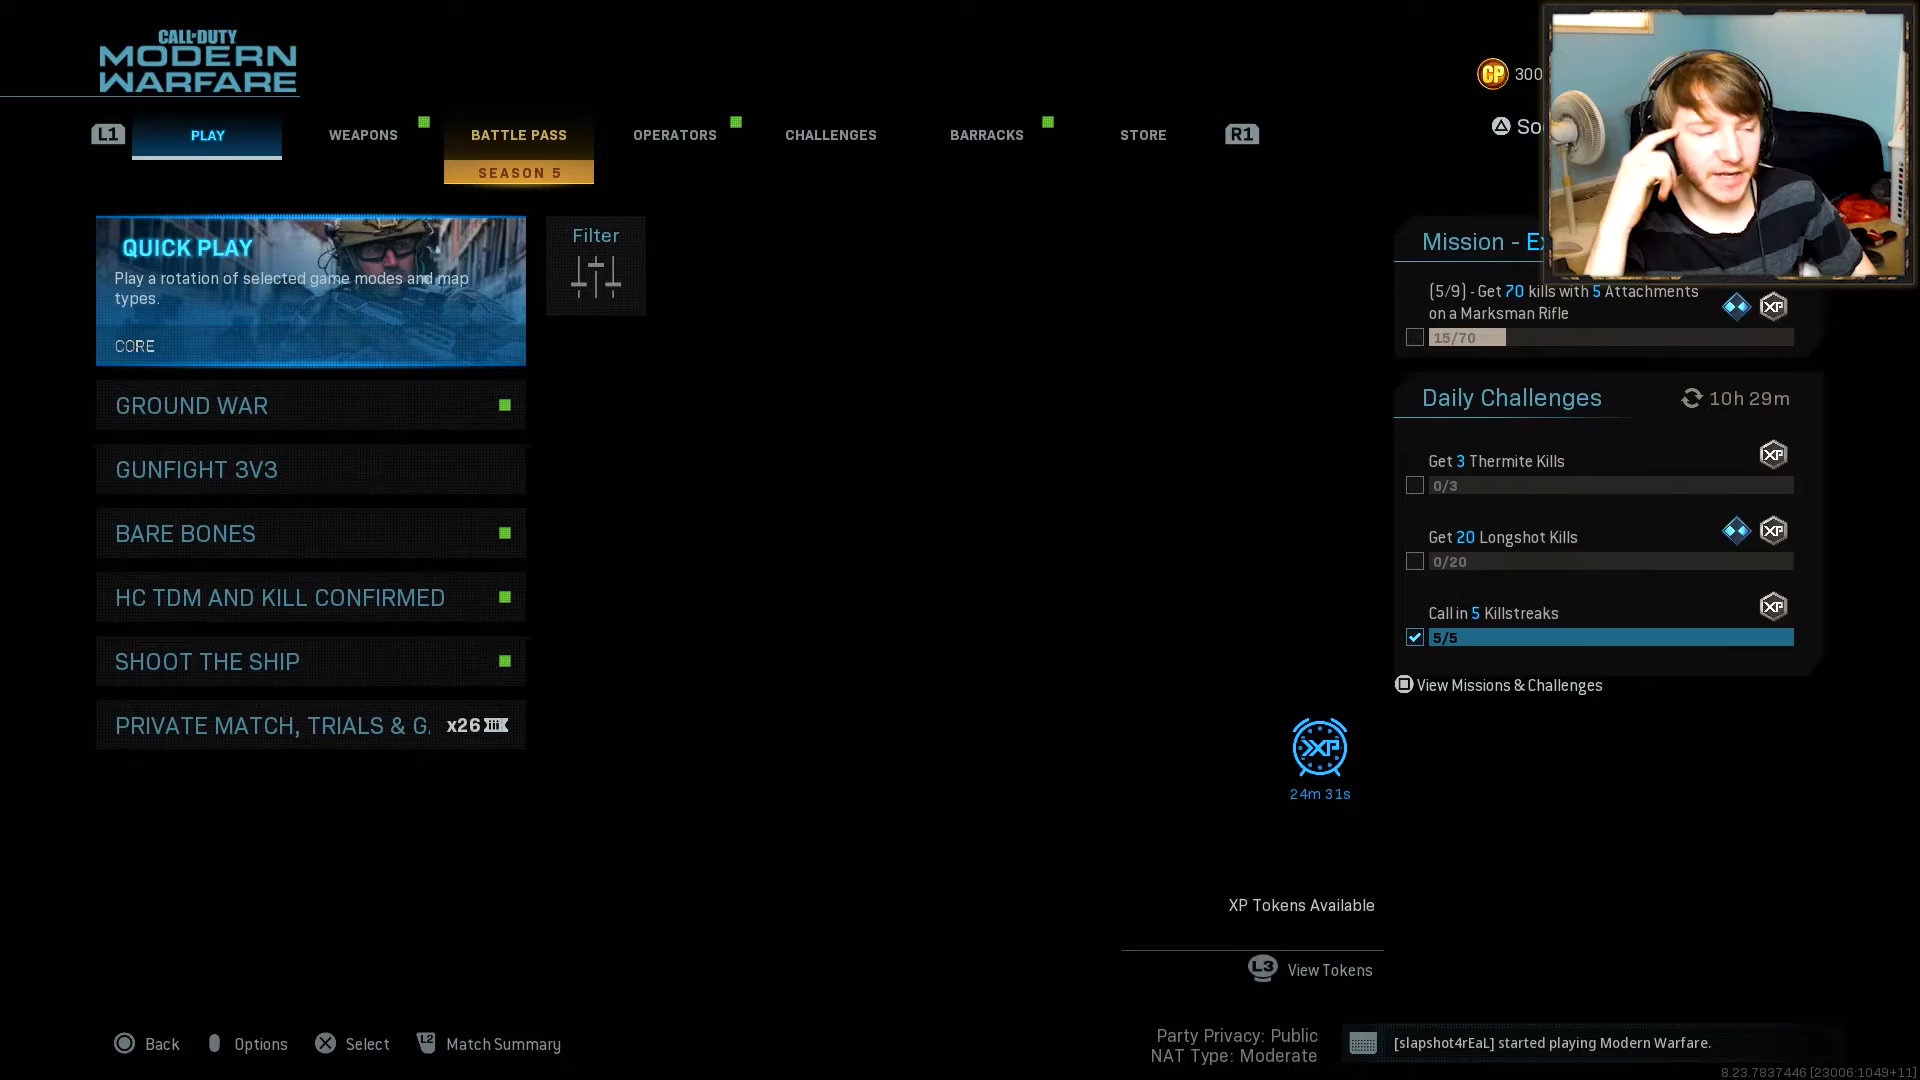 CALL OF DUTY
MODERN
WARFARE
GP 300
L1
PLAY
WEAPONS
BATTLE PASS
OPERATORS
CHALLENGES
BARRACKS
STORE
R1
SEASON 5
So
QUICK PLAY
Play a rotation of selected game modes and map
types.
CORE
Filter
GROUND WAR
GUNFIGHT 3V3
BARE BONES
HC TDM AND KILL CONFIRMED
SHOOT THE SHIP
PRIVATE MATCH, TRIALS & G. x26
Mission - Ex
(5/9) - Get 70 kills with 5 Attachments
on a Marksman Rifle
XP
15/70
Daily Challenges
10h 29m
Get 3 Thermite Kills
XP
0/3
Get 20 Longshot Kills
XP
0/20
Call in 5 Killstreaks
XP
5/5
View Missions & Challenges
XP
24m 31s
XP Tokens Available
L3 View Tokens
Back
Options
Select
L2 Match Summary
Party Privacy: Public
NAT Type: Moderate
[slapshot4rEaL] started playing Modern Warfare.
8.23.7837446 [23006:1049+11]